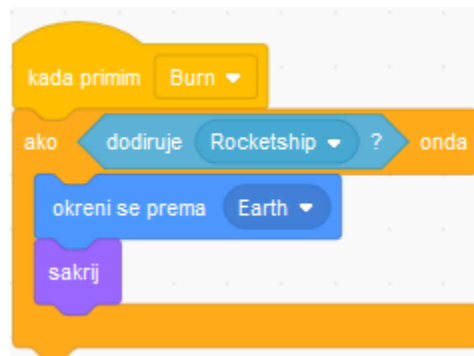 kada primim Burn
ako dodiruje Rocketship ? onda
okreni se prema Earth
sakrij